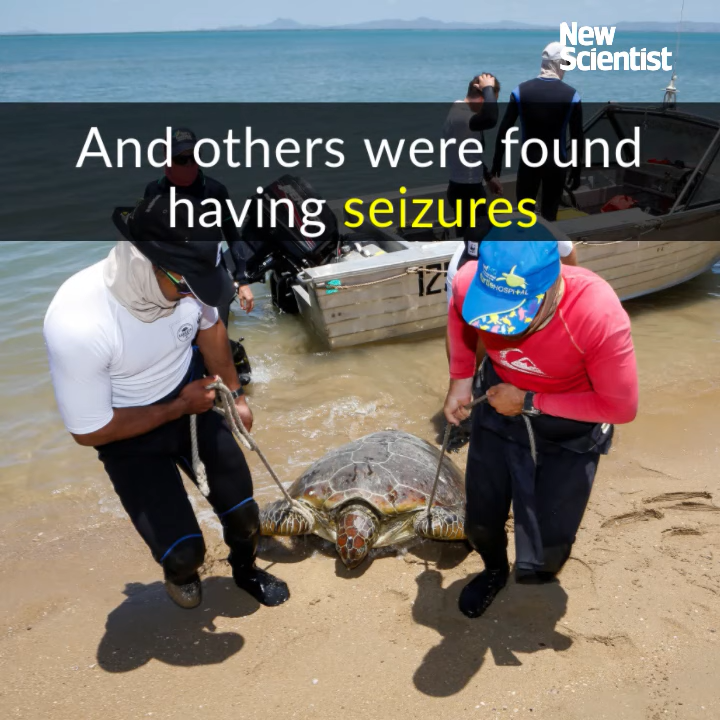 New
Scientist
And others were found
having seizures
12